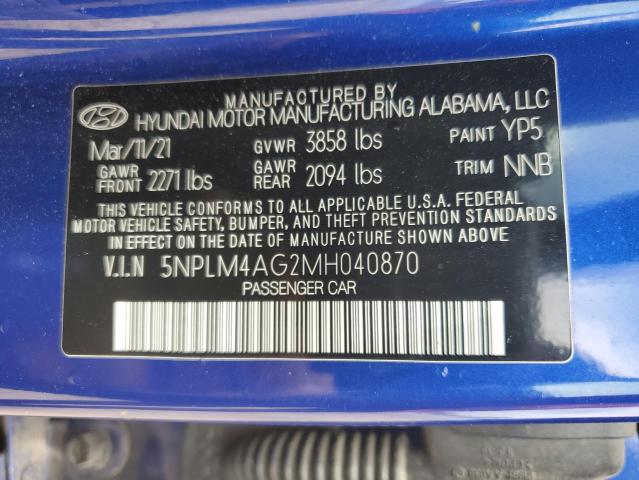 MANUFACTURED BY
HYUNDAI MOTOR MANUFACTURING ALABAMA, LLC
Mar/11/21 GVWR 3858 lbs PAINT YP5
GAWR FRONT 2271 lbs GAWR REAR 2094 lbs TRIM NNB
THIS VEHICLE CONFORMS TO ALL APPLICABLE U.S.A. FEDERAL
MOTOR VEHICLE SAFETY, BUMPER, AND THEFT PREVENTION STANDARDS
IN EFFECT ON THE DATE OF MANUFACTURE SHOWN ABOVE.
V.I.N 5NPLM4AG2MH040870
PASSENGER CAR